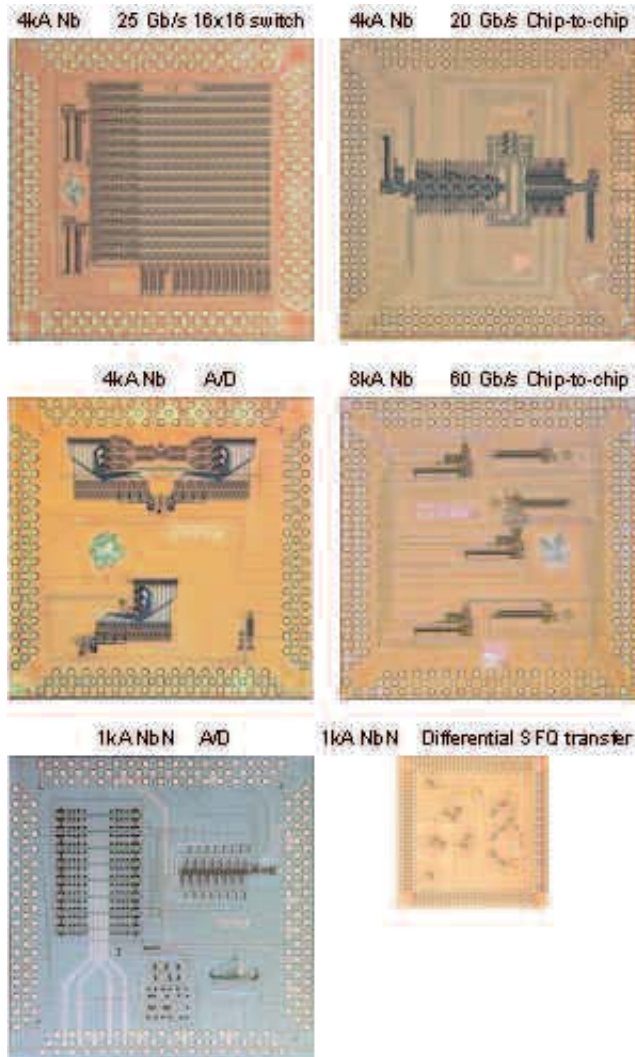 4kA Nb 25 Gb/s 16x16 switch
4kA Nb 20 Gb/s Chip-to-chip
4kA Nb A/D
8kA Nb 60 Gb/s Chip-to-chip
1kA NbN A/D
1kA NbN Differential SFQ transfer